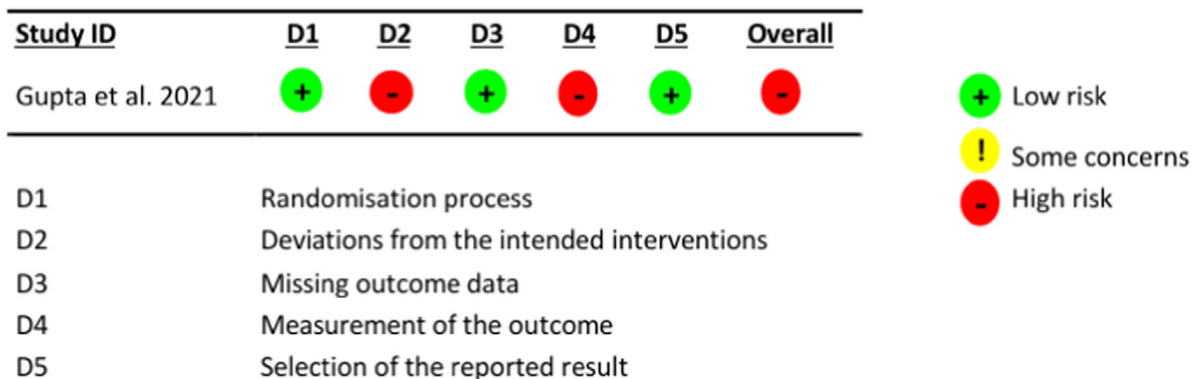 Study ID D1 D2 D3 D4 D5 Overall
Gupta et al. 2021 + - + - + -
+ Low risk
! Some concerns
- High risk
D1 Randomisation process
D2 Deviations from the intended interventions
D3 Missing outcome data
D4 Measurement of the outcome
D5 Selection of the reported result